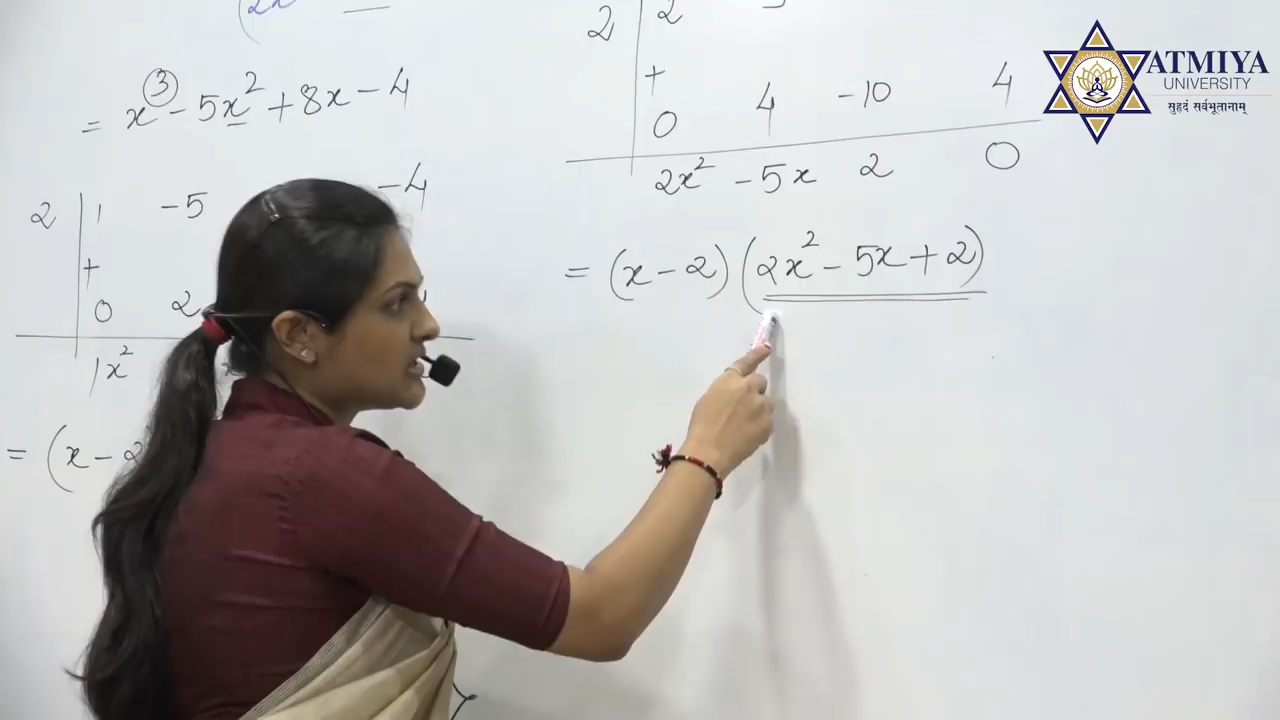 = x³ - 5x² + 8x - 4
2 | 1 -5 -4
+
0 2
1x²
= (x - 2
2 | 2
+
0 4 -10 4
2x² - 5x 2 0
= (x - 2) (2x² - 5x + 2)
ATMIYA
UNIVERSITY
सुहृदं सर्वभूतानाम्